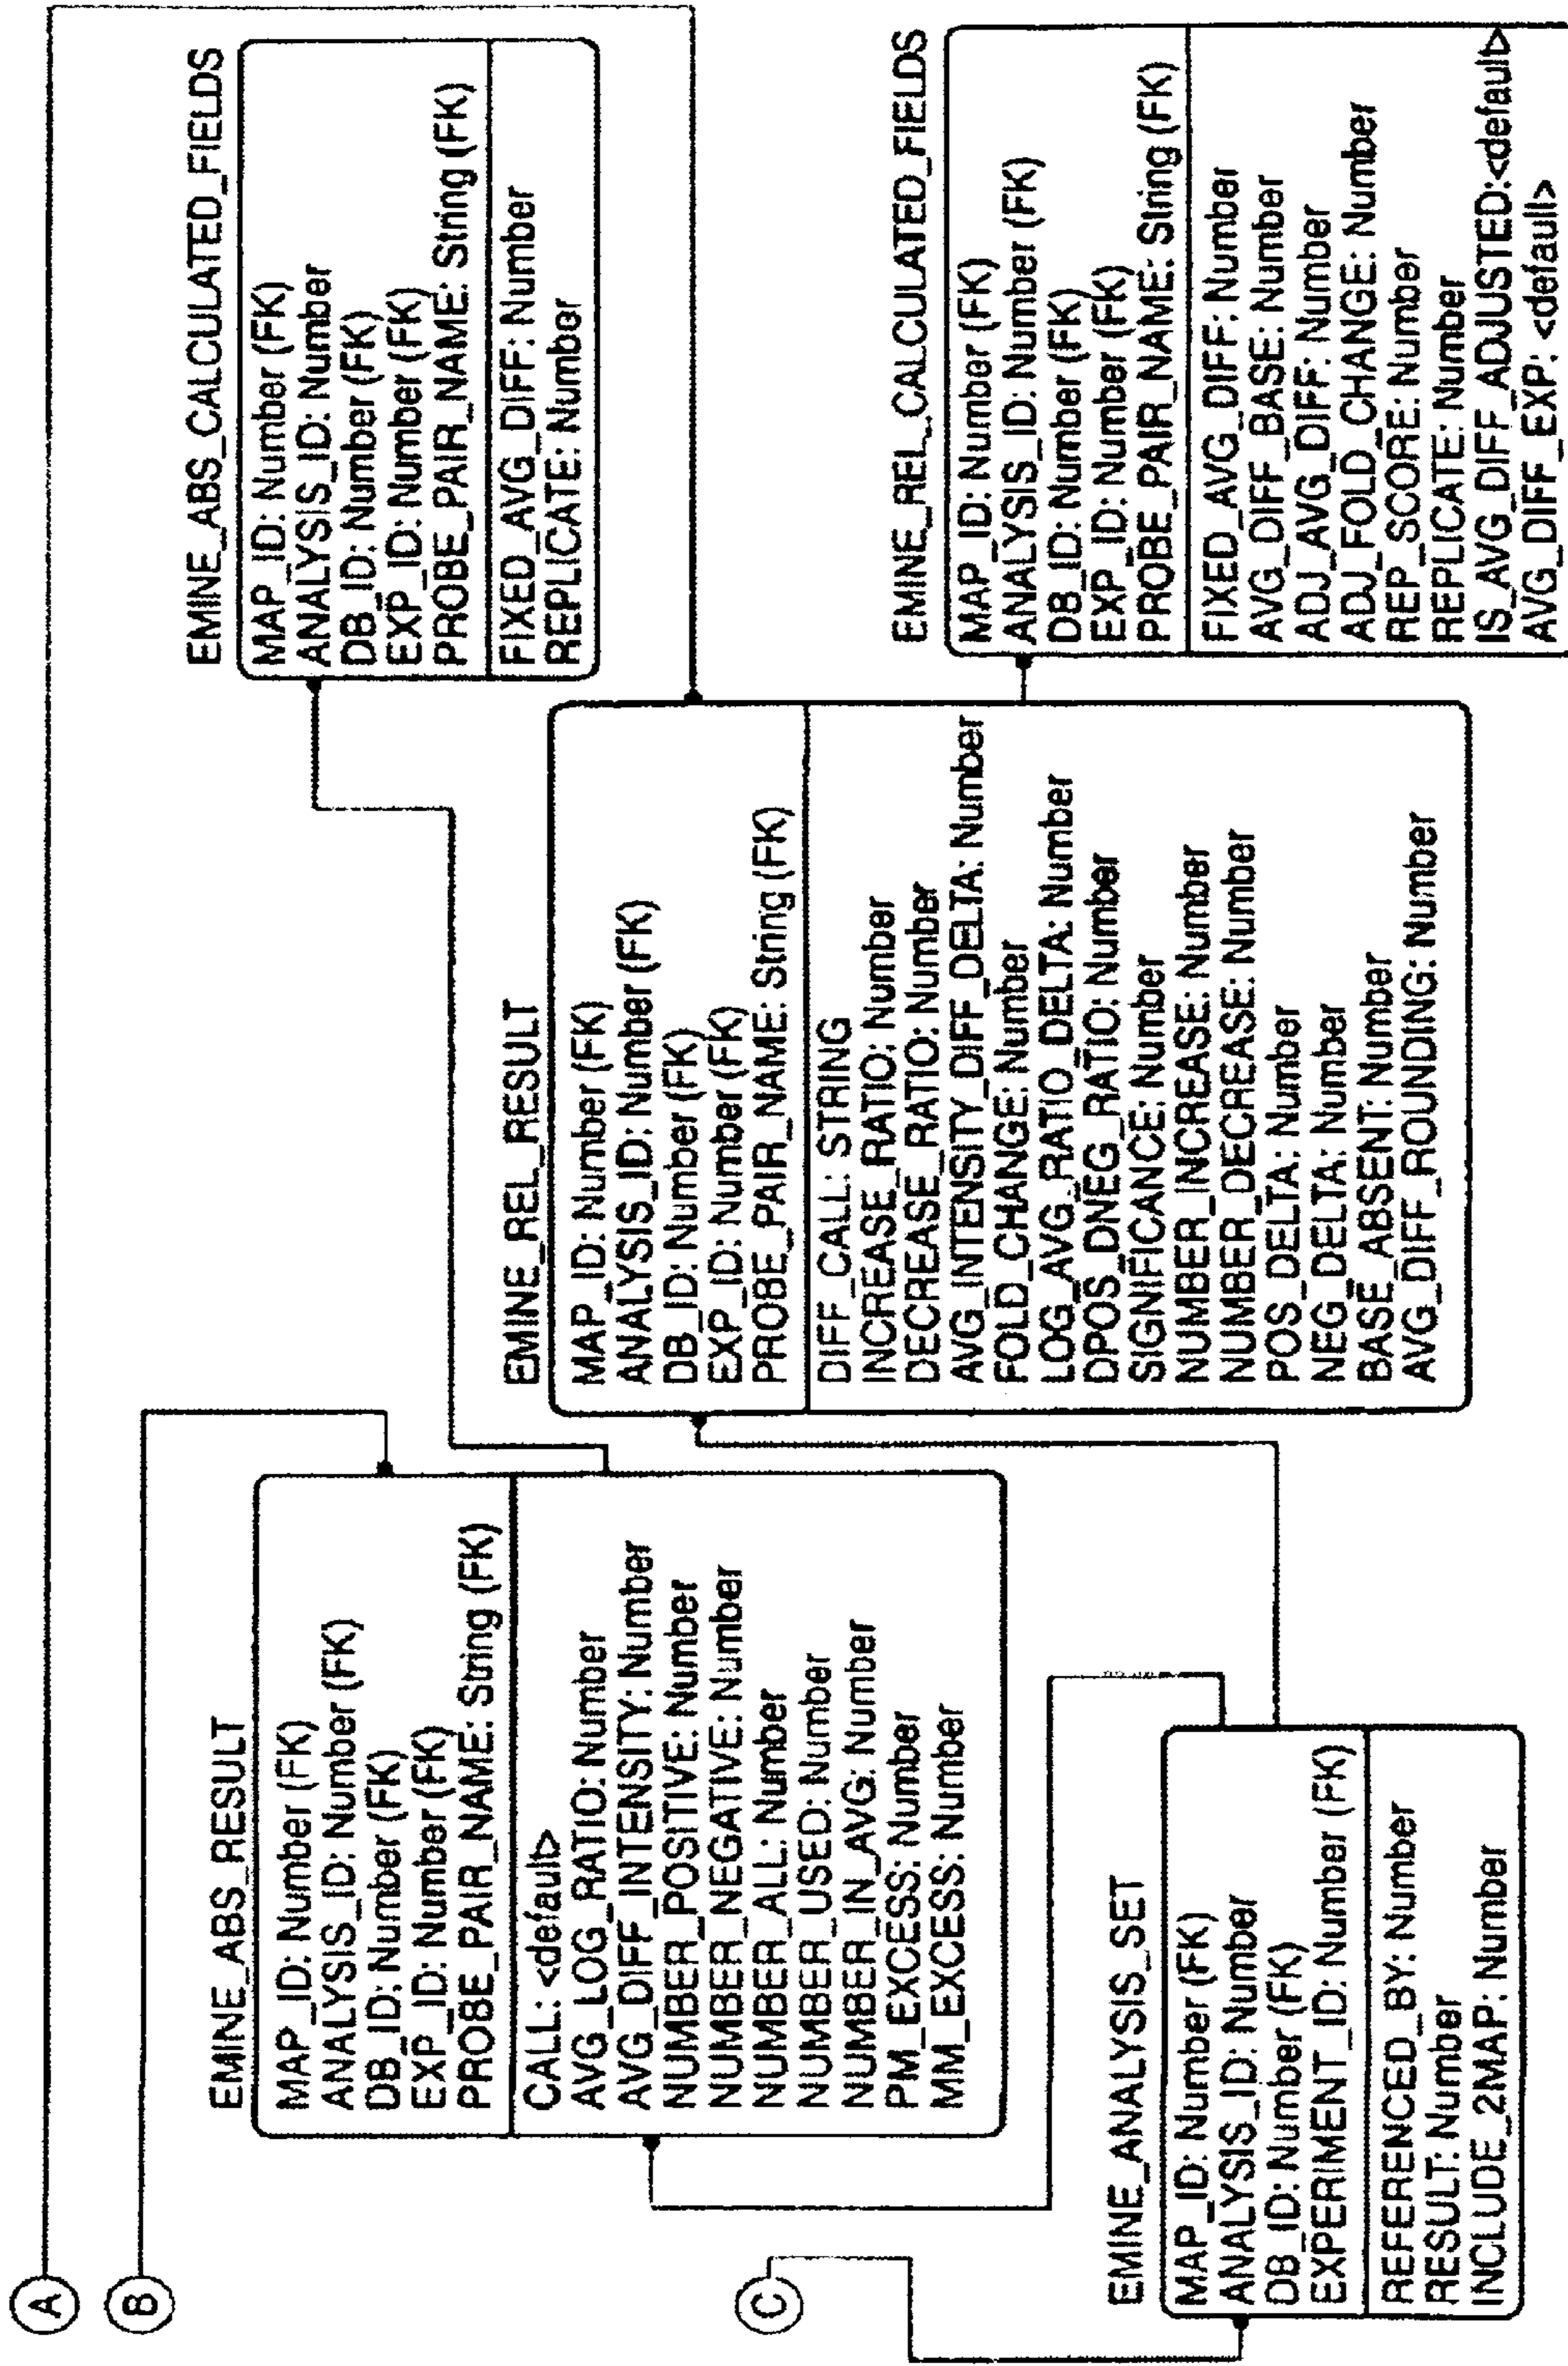 A
B
C
EMINE_ABS_RESULT
MAP_ID: Number (FK)
ANALYSIS_ID: Number (FK)
DB_ID: Number (FK)
EXP_ID: Number (FK)
PROBE_PAIR_NAME: String (FK)
CALL: <default>
AVG_LOG_RATIO: Number
AVG_DIFF_INTENSITY: Number
NUMBER_POSITIVE: Number
NUMBER_NEGATIVE: Number
NUMBER_ALL: Number
NUMBER_USED: Number
NUMBER_IN_AVG: Number
PM_EXCESS: Number
MM_EXCESS: Number
EMINE_ANALYSIS_SET
MAP_ID: Number (FK)
ANALYSIS_ID: Number
DB_ID: Number (FK)
EXPERIMENT_ID: Number (FK)
REFERENCED_BY: Number
RESULT: Number
INCLUDE_2MAP: Number
EMINE_REL_RESULT
MAP_ID: Number (FK)
ANALYSIS_ID: Number (FK)
DB_ID: Number (FK)
EXP_ID: Number (FK)
PROBE_PAIR_NAME: String (FK)
DIFF_CALL: STRING
INCREASE_RATIO: Number
DECREASE_RATIO: Number
AVG_INTENSITY_DIFF_DELTA: Number
FOLD_CHANGE: Number
LOG_AVG_RATIO_DELTA: Number
DPOS_DNEG_RATIO: Number
SIGNIFICANCE: Number
NUMBER_INCREASE: Number
NUMBER_DECREASE: Number
POS_DELTA: Number
NEG_DELTA: Number
BASE_ABSENT: Number
AVG_DIFF_ROUNDING: Number
EMINE_ABS_CALCULATED_FIELDS
MAP_ID: Number (FK)
ANALYSIS_ID: Number
DB_ID: Number (FK)
EXP_ID: Number (FK)
PROBE_PAIR_NAME: String (FK)
FIXED_AVG_DIFF: Number
REPLICATE: Number
EMINE_REL_CALCULATED_FIELDS
MAP_ID: Number (FK)
ANALYSIS_ID: Number (FK)
DB_ID: Number (FK)
EXP_ID: Number (FK)
PROBE_PAIR_NAME: String (FK)
FIXED_AVG_DIFF: Number
AVG_DIFF_BASE: Number
ADJ_AVG_DIFF: Number
ADJ_FOLD_CHANGE: Number
REP_SCORE: Number
REPLICATE: Number
IS_AVG_DIFF_ADJUSTED:<default>
AVG_DIFF_EXP: <default>